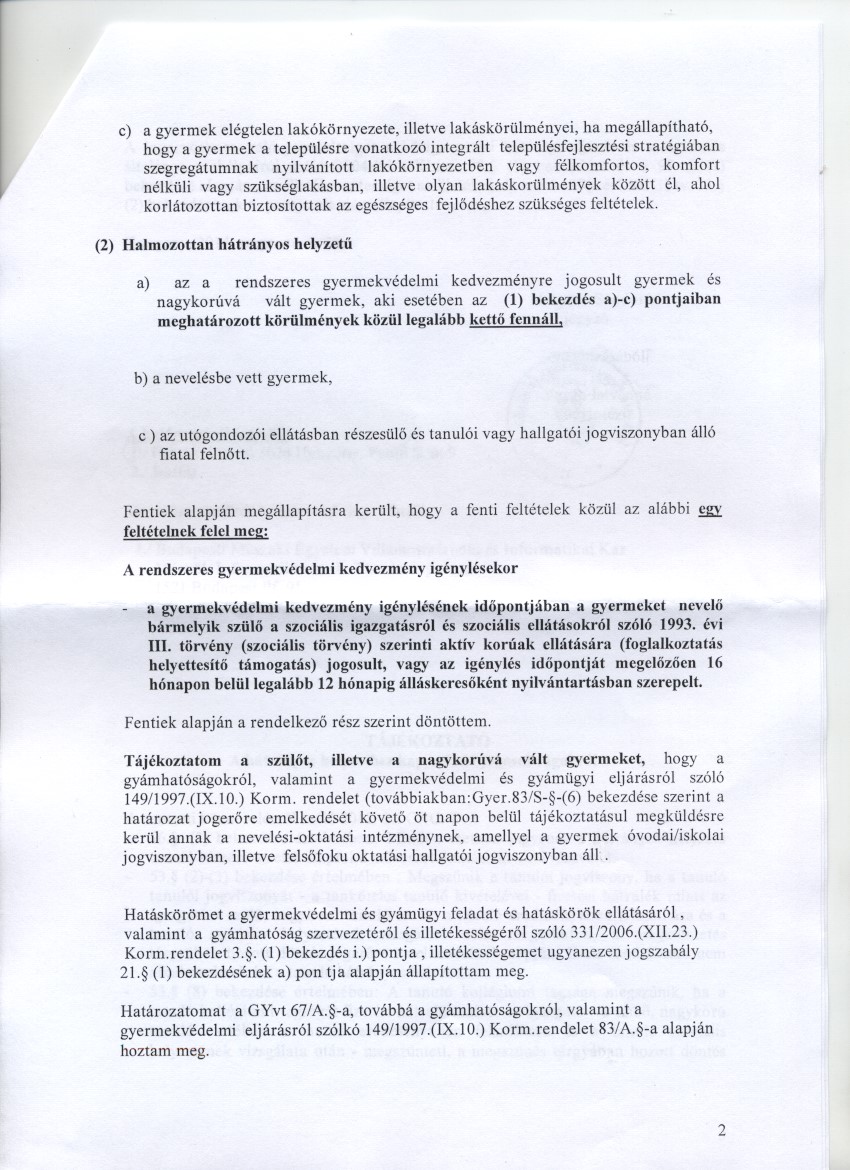 c) a gyermek elégtelen lakókörnyezete, illetve lakáskörülményei, ha megállapítható,
hogy a gyermek a településre vonatkozó integrált településfejlesztési stratégiában
szegregátumnak nyilvánított lakókörnyezetben vagy félkomfortos, komfort
nélküli vagy szükséglakásban, illetve olyan lakáskorülmények között él, ahol
korlátozottan biztosítottak az egészséges fejlődéshez szükséges feltételek.
(2) Halmozottan hátrányos helyzetű
a) az a rendszeres gyermekvédelmi kedvezményre jogosult gyermek és
nagykorúvá vált gyermek, aki esetében az (1) bekezdés a)-c) pontjaiban
meghatározott körülmények közül legalább kettő fennáll,
b) a nevelésbe vett gyermek,
c ) az utógondozói ellátásban részesülő és tanulói vagy hallgatói jogviszonyban álló
fiatal felnőtt.
Fentiek alapján megállapításra került, hogy a fenti feltételek közül az alábbi egy
feltételnek felel meg:
A rendszeres gyermekvédelmi kedvezmény igénylésekor
- a gyermekvédelmi kedvezmény igénylésének időpontjában a gyermeket nevelő
bármelyik szülő a szociális igazgatásról és szociális ellátásokról szóló 1993. évi
III. törvény (szociális törvény) szerinti aktív korúak ellátására (foglalkoztatás
helyettesítő támogatás) jogosult, vagy az igénylés időpontját megelőzően 16
hónapon belül legalább 12 hónapig álláskeresőként nyilvántartásban szerepelt.
Fentiek alapján a rendelkező rész szerint döntöttem.
Tájékoztatom a szülőt, illetve a nagykorúvá vált gyermeket, hogy a
gyámhatóságokról, valamint a gyermekvédelmi és gyámügyi eljárásról szóló
149/1997.(IX.10.) Korm. rendelet (továbbiakban:Gyer.83/S-§-(6) bekezdése szerint a
határozat jogerőre emelkedését követő öt napon belül tájékoztatásul megküldésre
kerül annak a nevelési-oktatási intézménynek, amellyel a gyermek óvodai/iskolai
jogviszonyban, illetve felsőfoku oktatási hallgatói jogviszonyban áll .
Hatáskörömet a gyermekvédelmi és gyámügyi feladat és hatáskörök ellátásáról ,
valamint a gyámhatóság szervezetéről és illetékességéről szóló 331/2006.(XII.23.)
Korm.rendelet 3.§. (1) bekezdés i.) pontja , illetékességemet ugyanezen jogszabály
21.§ (1) bekezdésének a) pon tja alapján állapítottam meg.
Határozatomat a GYvt 67/A.§-a, továbbá a gyámhatóságokról, valamint a
gyermekvédelmi eljárásról szólkó 149/1997.(IX.10.) Korm.rendelet 83/A.§-a alapján
hoztam meg.
2